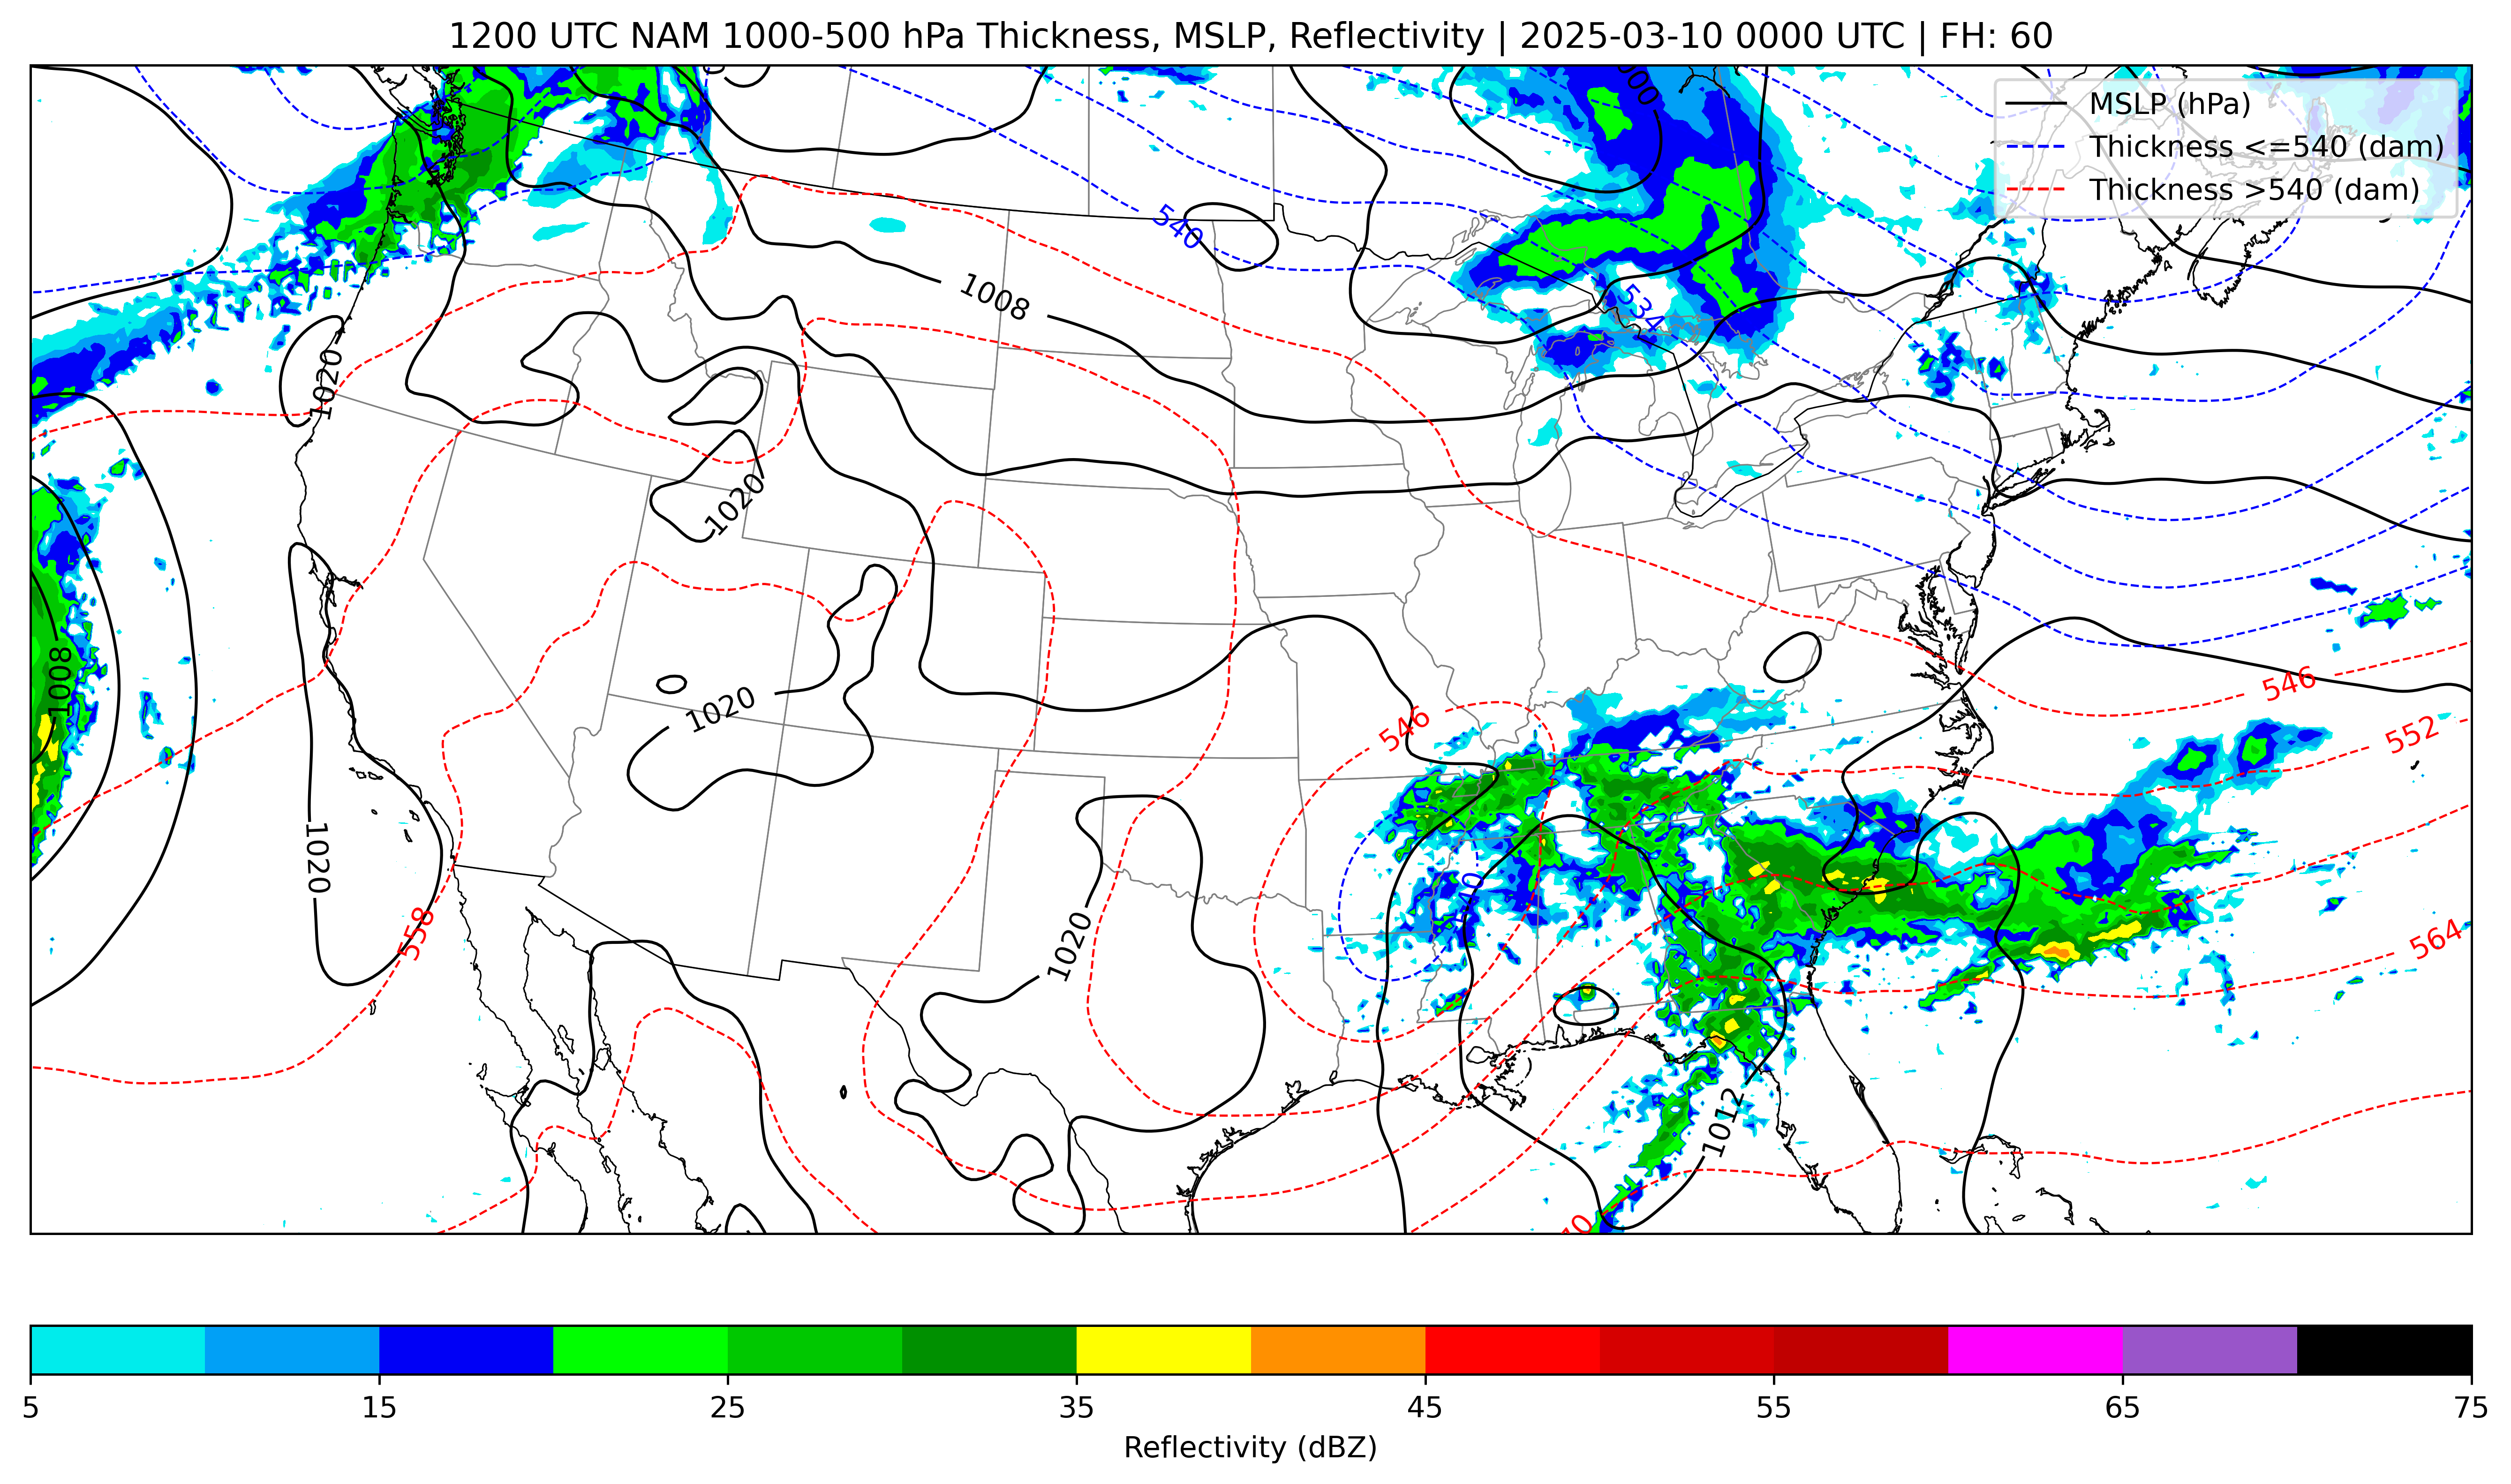 1200 UTC NAM 1000-500 hPa Thickness, MSLP, Reflectivity | 2025-03-10 0000 UTC | FH: 60
MSLP (hPa)
Thickness <=540 (dam)
Thickness >540 (dam)
540
1008
534
1020
1020
1008
1020
546
546
552
1020
540
558
1020
564
1012
5 15 25 35 45 55 65 75
Reflectivity (dBZ)